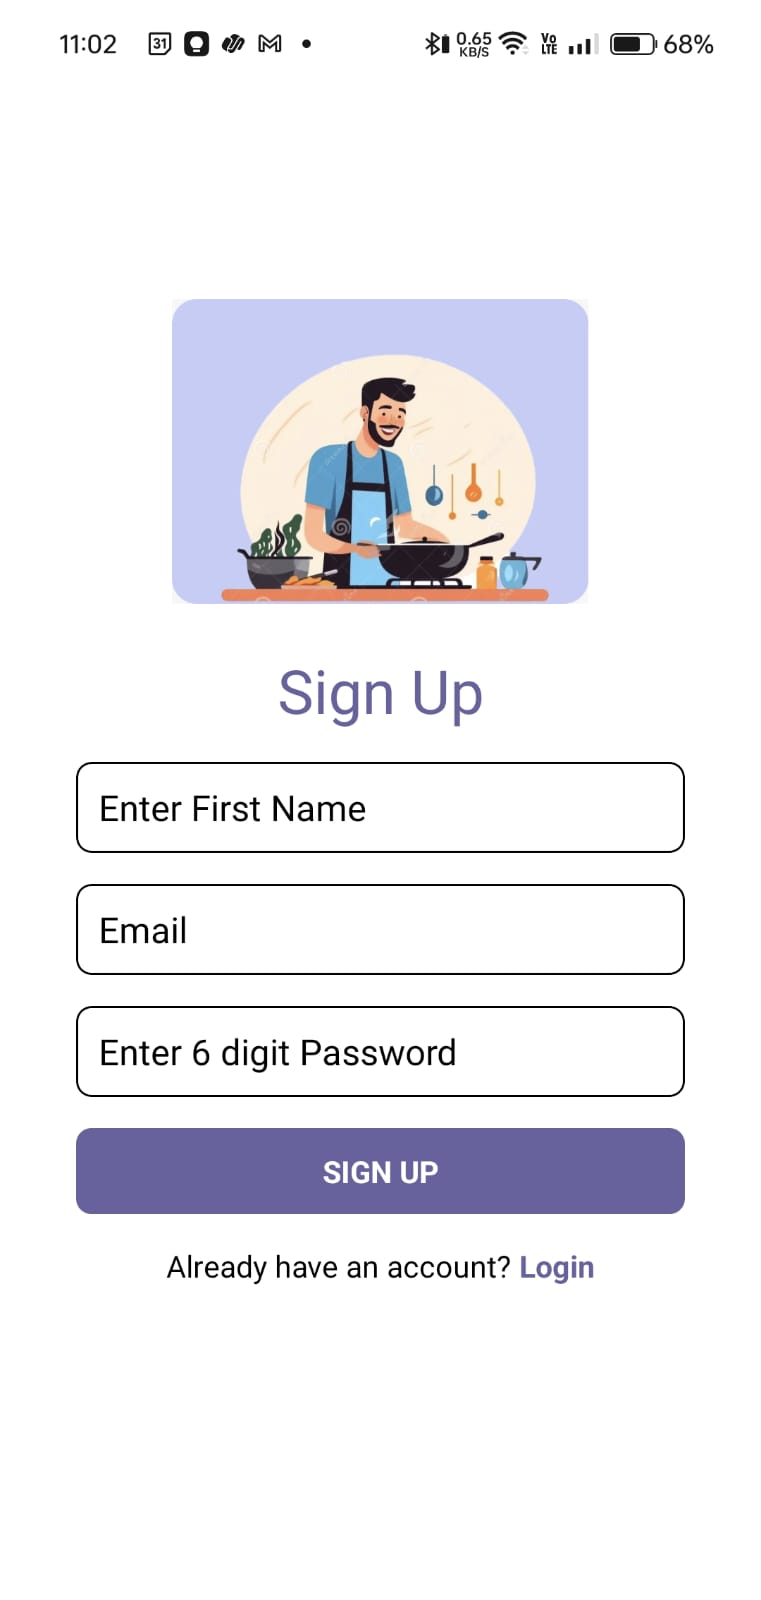 11:02 31 0.65 KB/S Vo LTE 68%
Sign Up
Enter First Name
Email
Enter 6 digit Password
SIGN UP
Already have an account? Login